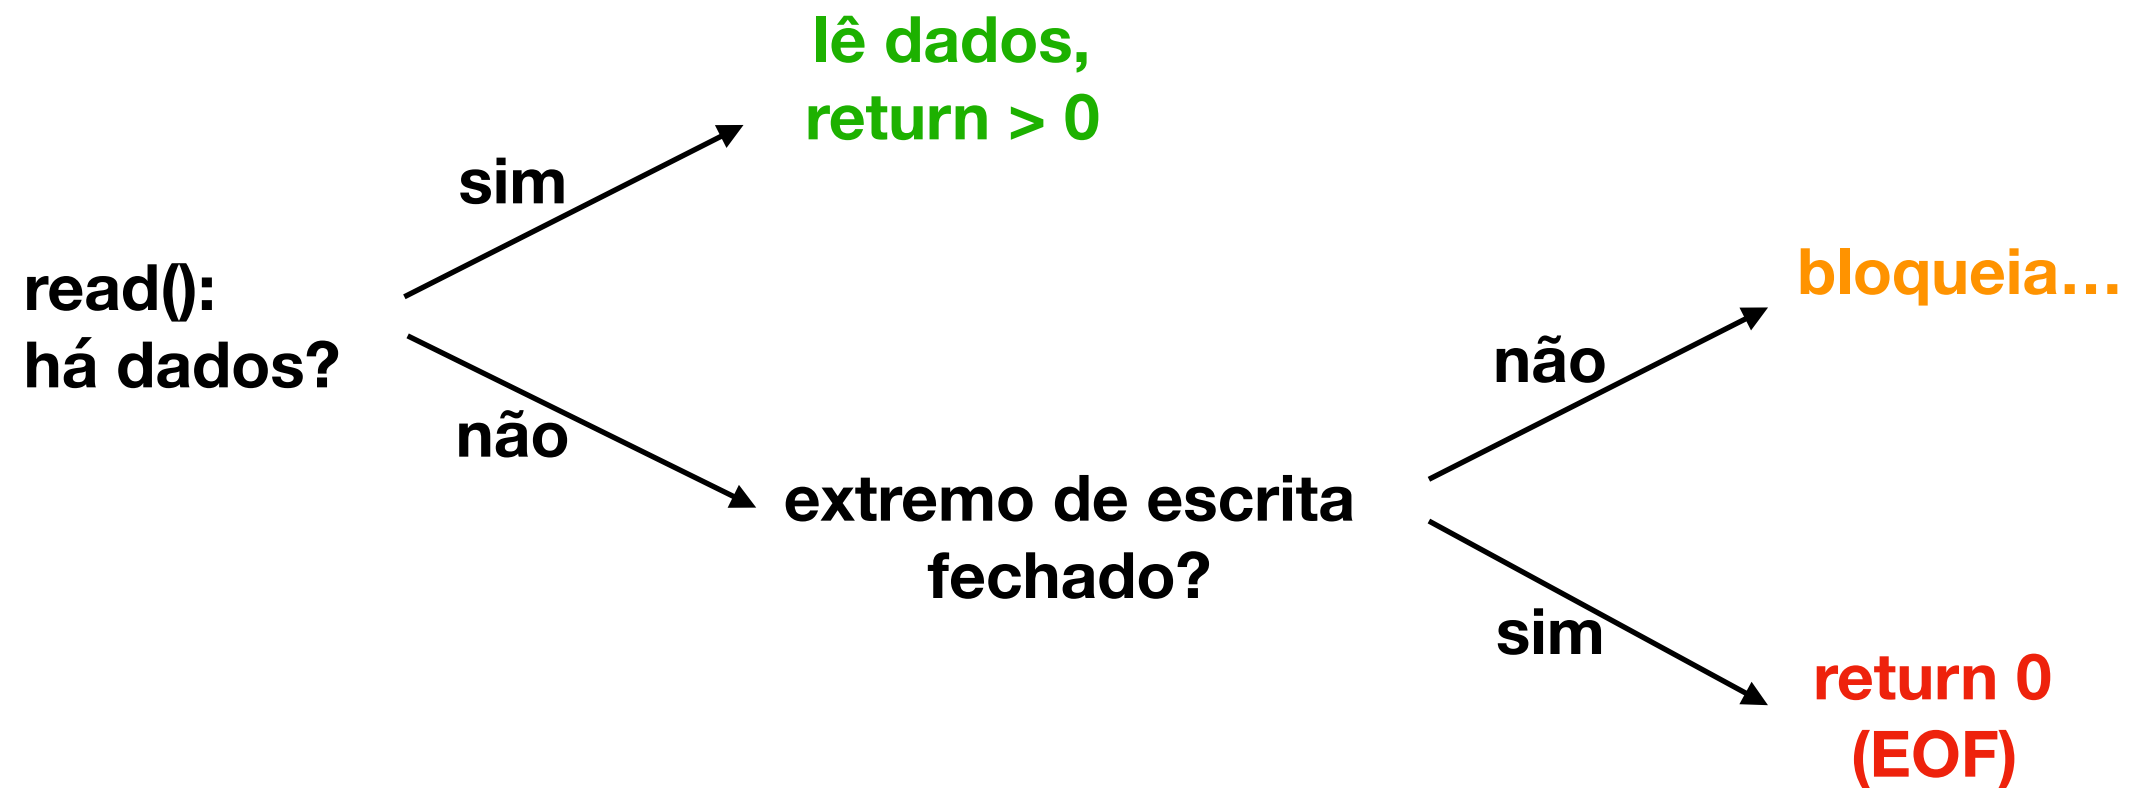 lê dados,
return > 0
sim
read():
há dados?
não
extremo de escrita
fechado?
não
bloqueia…
sim
return 0
(EOF)